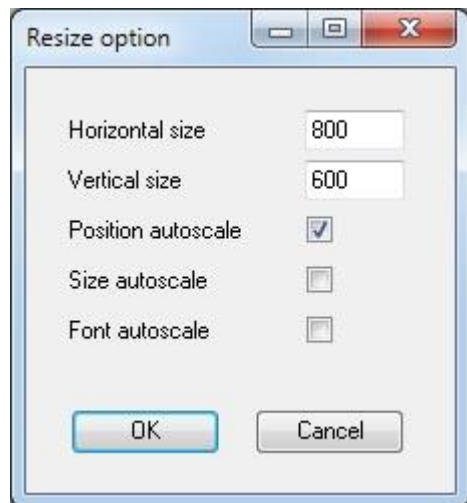 Resize option
Horizontal size 800
Vertical size 600
Position autoscale
Size autoscale
Font autoscale
OK Cancel